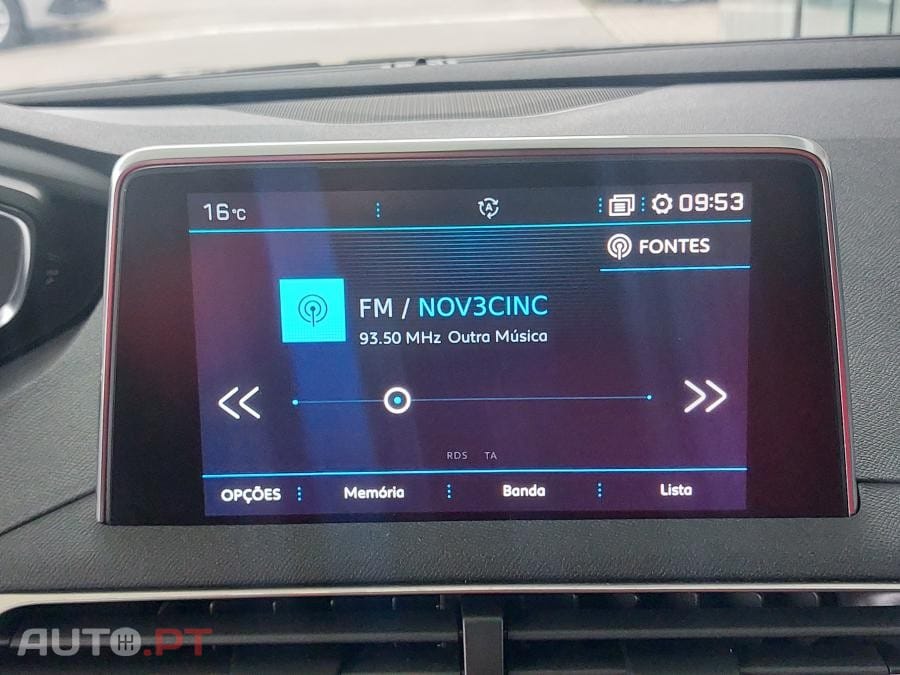 16°C
A
09:53
FONTES
FM / NOV3CINC
93.50 MHz Outra Música
RDS TA
OPÇÕES Memória Banda Lista
AUTO.PT